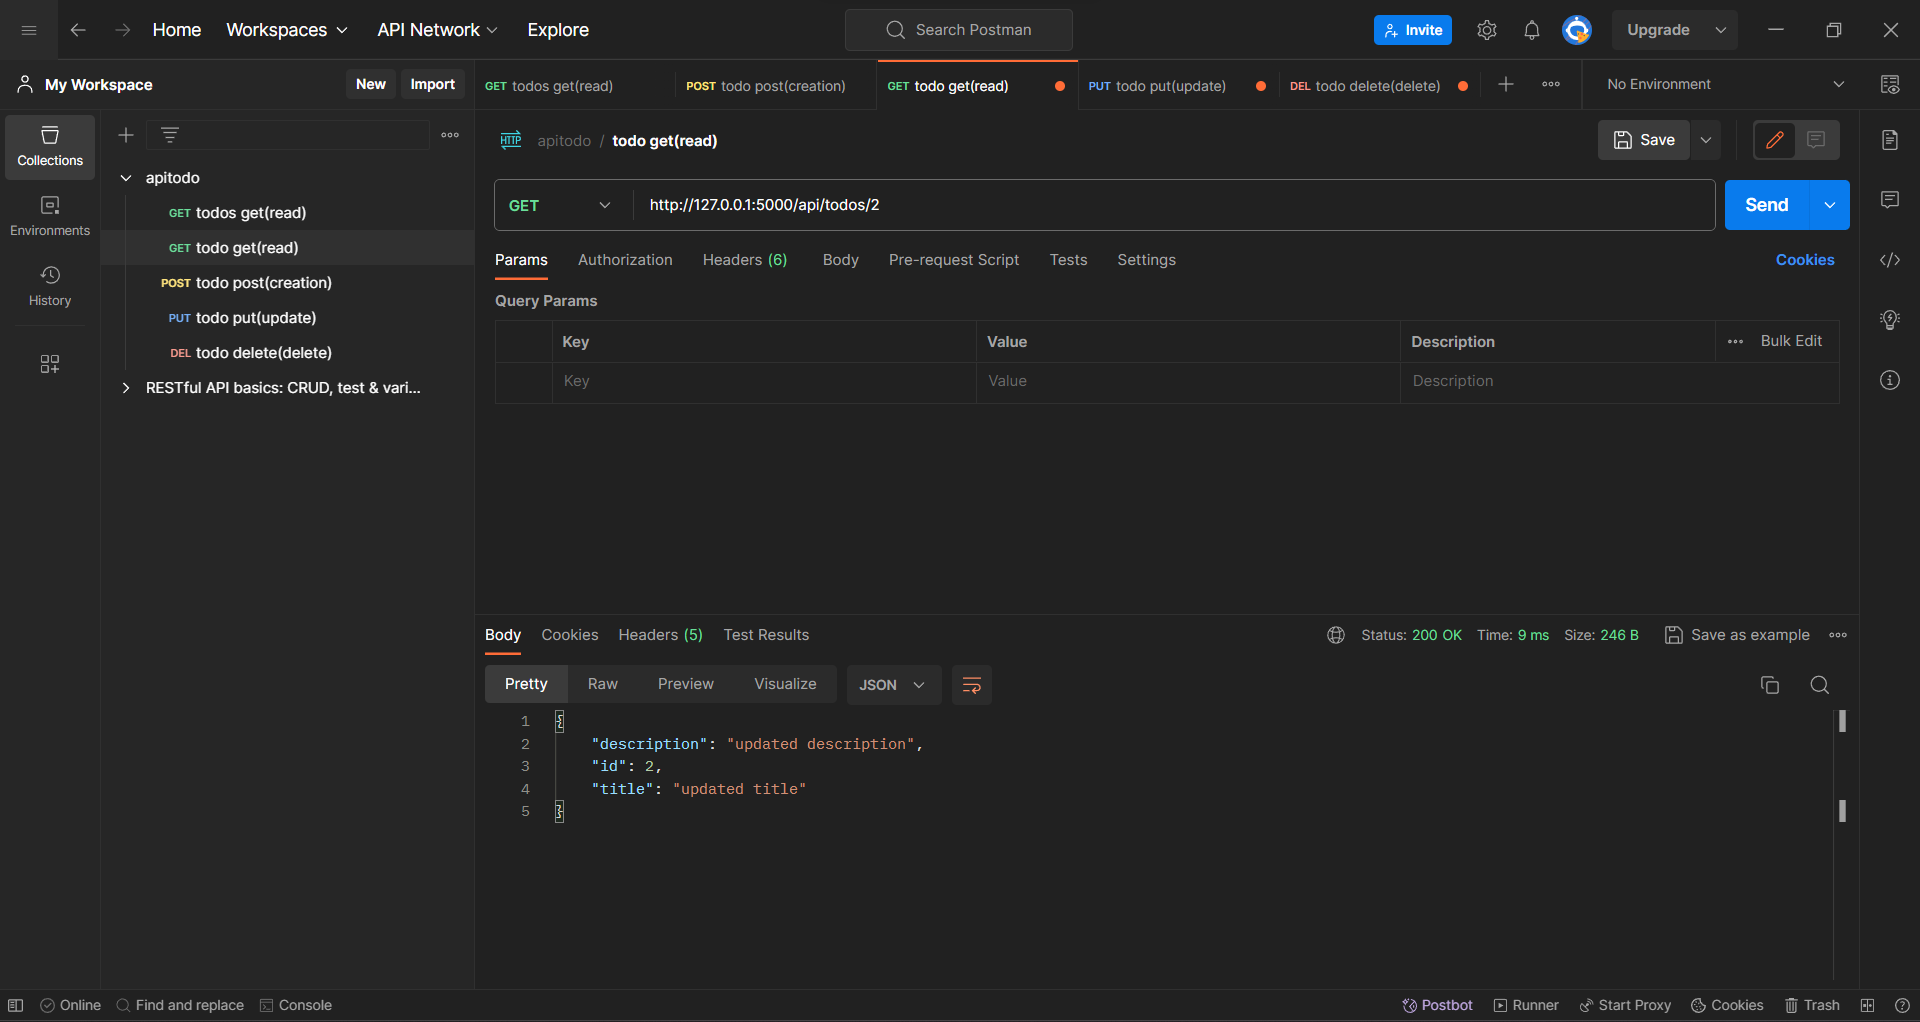 Home Workspaces API Network Explore Search Postman Invite Upgrade
My Workspace New Import GET todos get(read) POST todo post(creation) GET todo get(read) PUT todo put(update) DEL todo delete(delete) No Environment
Collections
Environments
History
apitodo
GET todos get(read)
GET todo get(read)
POST todo post(creation)
PUT todo put(update)
DEL todo delete(delete)
RESTful API basics: CRUD, test & vari...
HTTP apitodo / todo get(read) Save
GET http://127.0.0.1:5000/api/todos/2 Send
Params Authorization Headers (6) Body Pre-request Script Tests Settings Cookies
Query Params
Key Value Description Bulk Edit
Key Value Description
Body Cookies Headers (5) Test Results Status: 200 OK Time: 9 ms Size: 246 B Save as example
Pretty Raw Preview Visualize JSON
1 {
2 "description": "updated description",
3 "id": 2,
4 "title": "updated title"
5 }
Online Find and replace Console Postbot Runner Start Proxy Cookies Trash